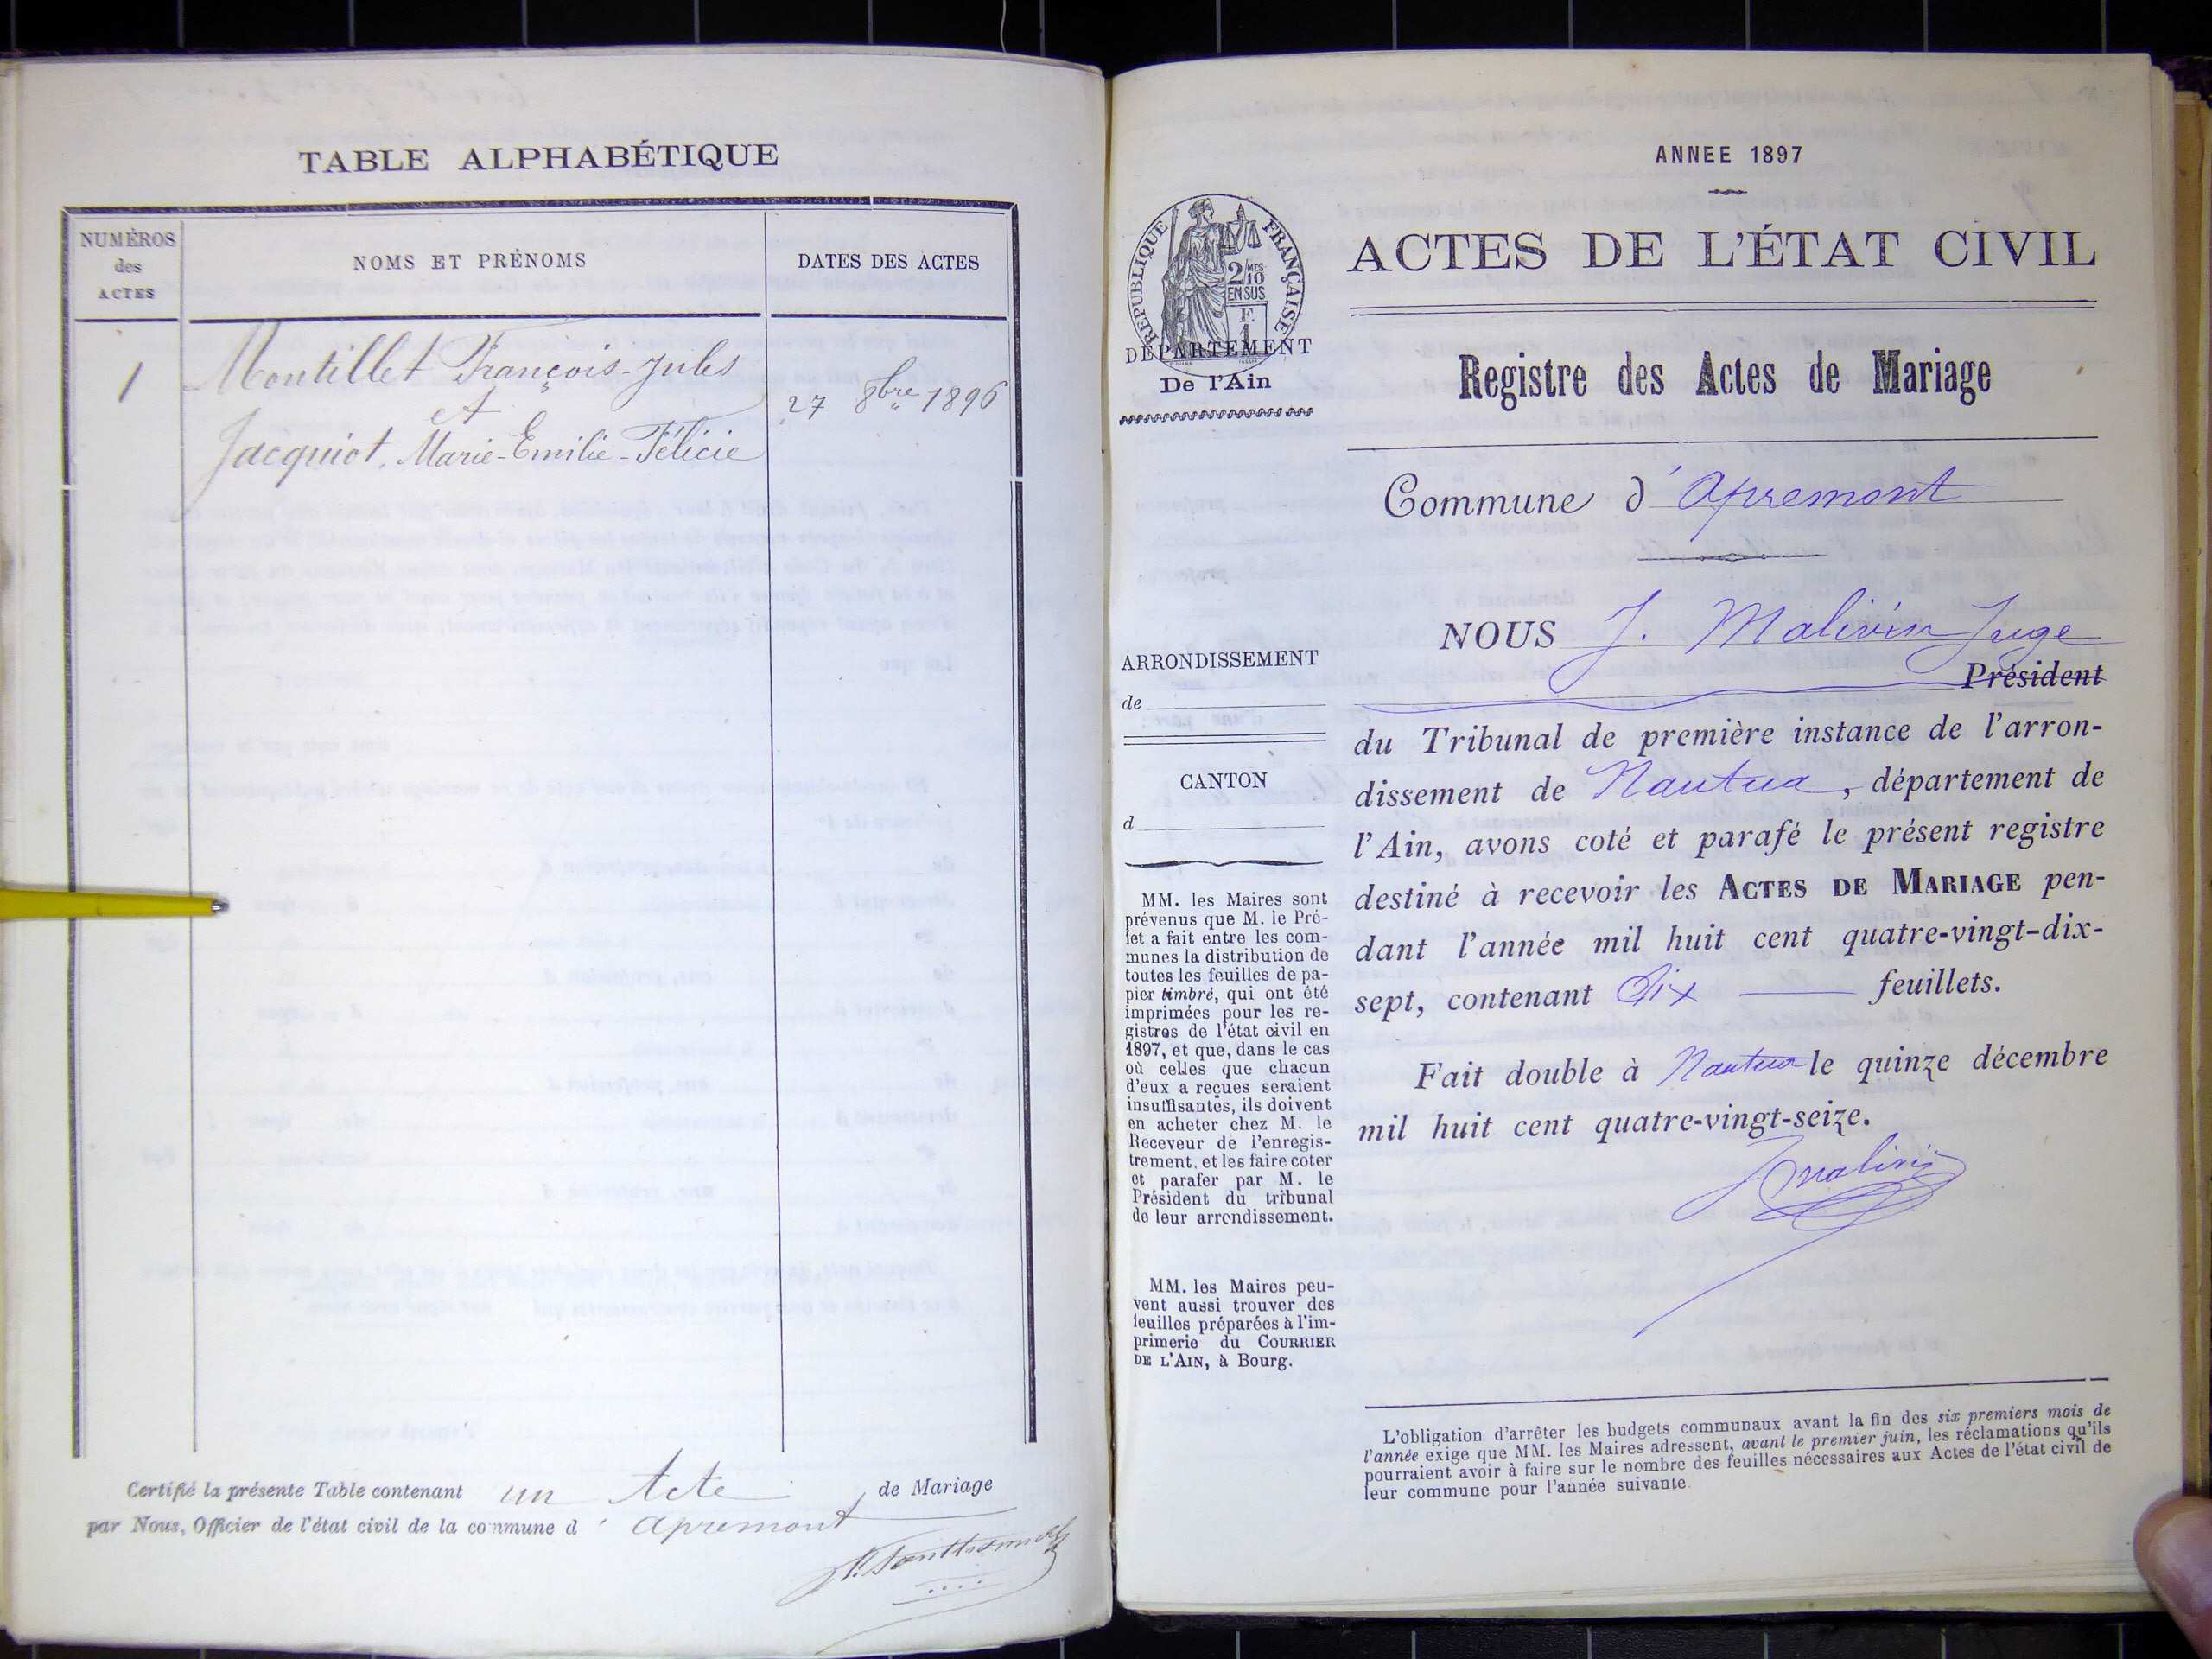 TABLE ALPHABÉTIQUE
NUMÉROS
des
ACTES
NOMS ET PRÉNOMS
DATES DES ACTES
1
Montillet François-Jules
et
27 8bre 1896
Jacquiot, Marie-Emilie-Félicie
Certifié la présente Table contenant un Acte de Mariage
par Nous, Officier de l'état civil de la commune d' apremont
ANNEE 1897
RÉPUBLIQUE FRANÇAISE
2/10
EN SUS
F.
1
DÉPARTEMENT
De l'Ain
ACTES DE L'ÉTAT CIVIL
Registre des Actes de Mariage
Commune d'apremont
ARRONDISSEMENT
de
CANTON
d
MM. les Maires sont
prévenus que M. le Pré-
fet a fait entre les com-
munes la distribution de
toutes les feuilles de pa-
pier timbré, qui ont été
imprimées pour les re-
gistres de l'état civil en
1897, et que, dans le cas
où celles que chacun
d'eux a reçues seraient
insuffisantes, ils doivent
en acheter chez M. le
Receveur de l'enregis-
trement, et les faire coter
et parafer par M. le
Président du tribunal
de leur arrondissement.
MM. les Maires peu-
vent aussi trouver des
feuilles préparées à l'im-
primerie du COURRIER
DE L'AIN, à Bourg.
NOUS J. Malivin Juge
Président
du Tribunal de première instance de l'arron-
dissement de Nantua, département de
l'Ain, avons coté et parafé le présent registre
destiné à recevoir les ACTES DE MARIAGE pen-
dant l'année mil huit cent quatre-vingt-dix-
sept, contenant Dix feuillets.
Fait double à Nantua le quinze décembre
mil huit cent quatre-vingt-seize.
JMalivin
L'obligation d'arrêter les budgets communaux avant la fin des six premiers mois de
l'année exige que MM. les Maires adressent, avant le premier juin, les réclamations qu'ils
pourraient avoir à faire sur le nombre des feuilles nécessaires aux Actes de l'état civil de
leur commune pour l'année suivante.